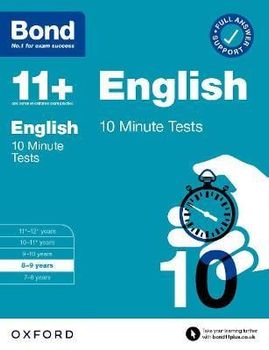 Bond
No.1 for exam success
11+
English
10 Minute
Tests
11+-12+ years
10-11+ years
9-10 years
8-9 years
7-8 years
OXFORD
English
10 Minute Tests
FULL ANSWER
SUPPORT
10
Take your learning further
with bond11plus.co.uk